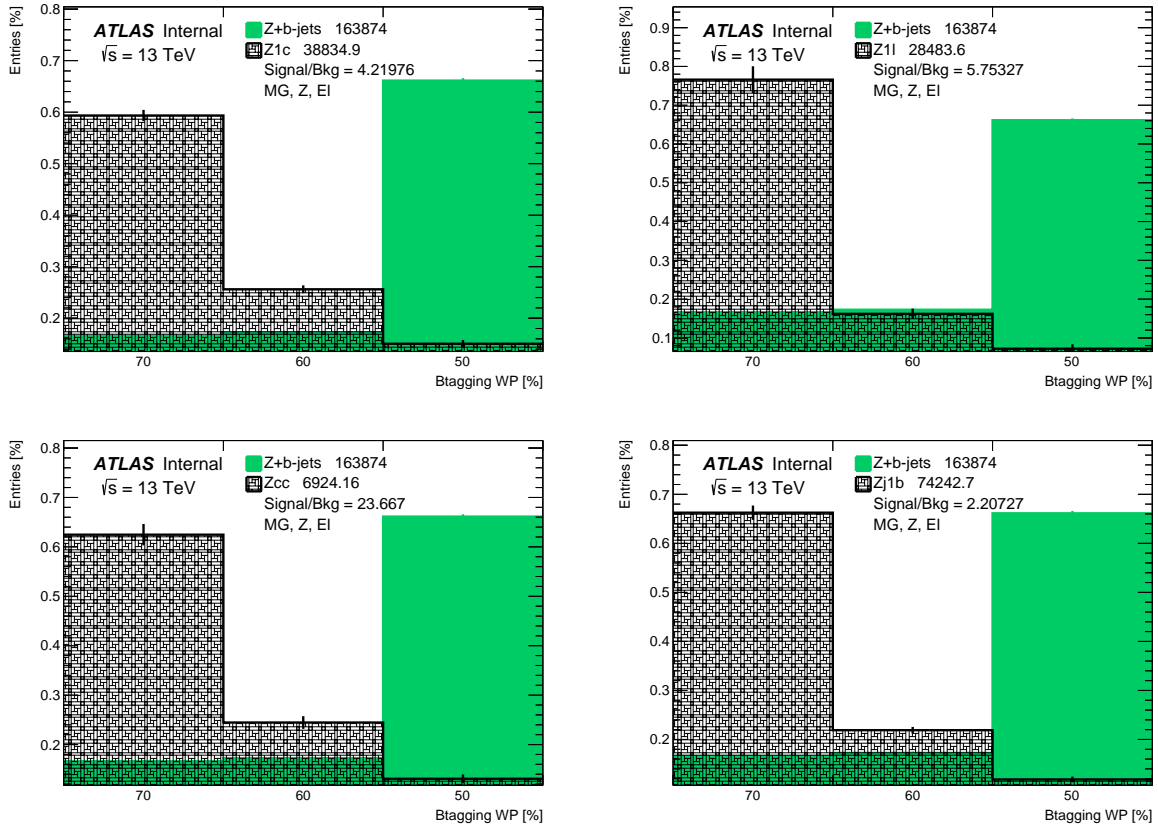 Entries [%]
0.8
0.7
0.6
0.5
0.4
0.3
0.2
ATLAS Internal
√s = 13 TeV
Z+b-jets 163874
Z1c 38834.9
Signal/Bkg = 4.21976
MG, Z, El
70 60 50
Btagging WP [%]
Entries [%]
0.9
0.8
0.7
0.6
0.5
0.4
0.3
0.2
0.1
ATLAS Internal
√s = 13 TeV
Z+b-jets 163874
Z1l 28483.6
Signal/Bkg = 5.75327
MG, Z, El
70 60 50
Btagging WP [%]
Entries [%]
0.8
0.7
0.6
0.5
0.4
0.3
0.2
ATLAS Internal
√s = 13 TeV
Z+b-jets 163874
Zcc 6924.16
Signal/Bkg = 23.667
MG, Z, El
70 60 50
Btagging WP [%]
Entries [%]
0.8
0.7
0.6
0.5
0.4
0.3
0.2
ATLAS Internal
√s = 13 TeV
Z+b-jets 163874
Zj1b 74242.7
Signal/Bkg = 2.20727
MG, Z, El
70 60 50
Btagging WP [%]